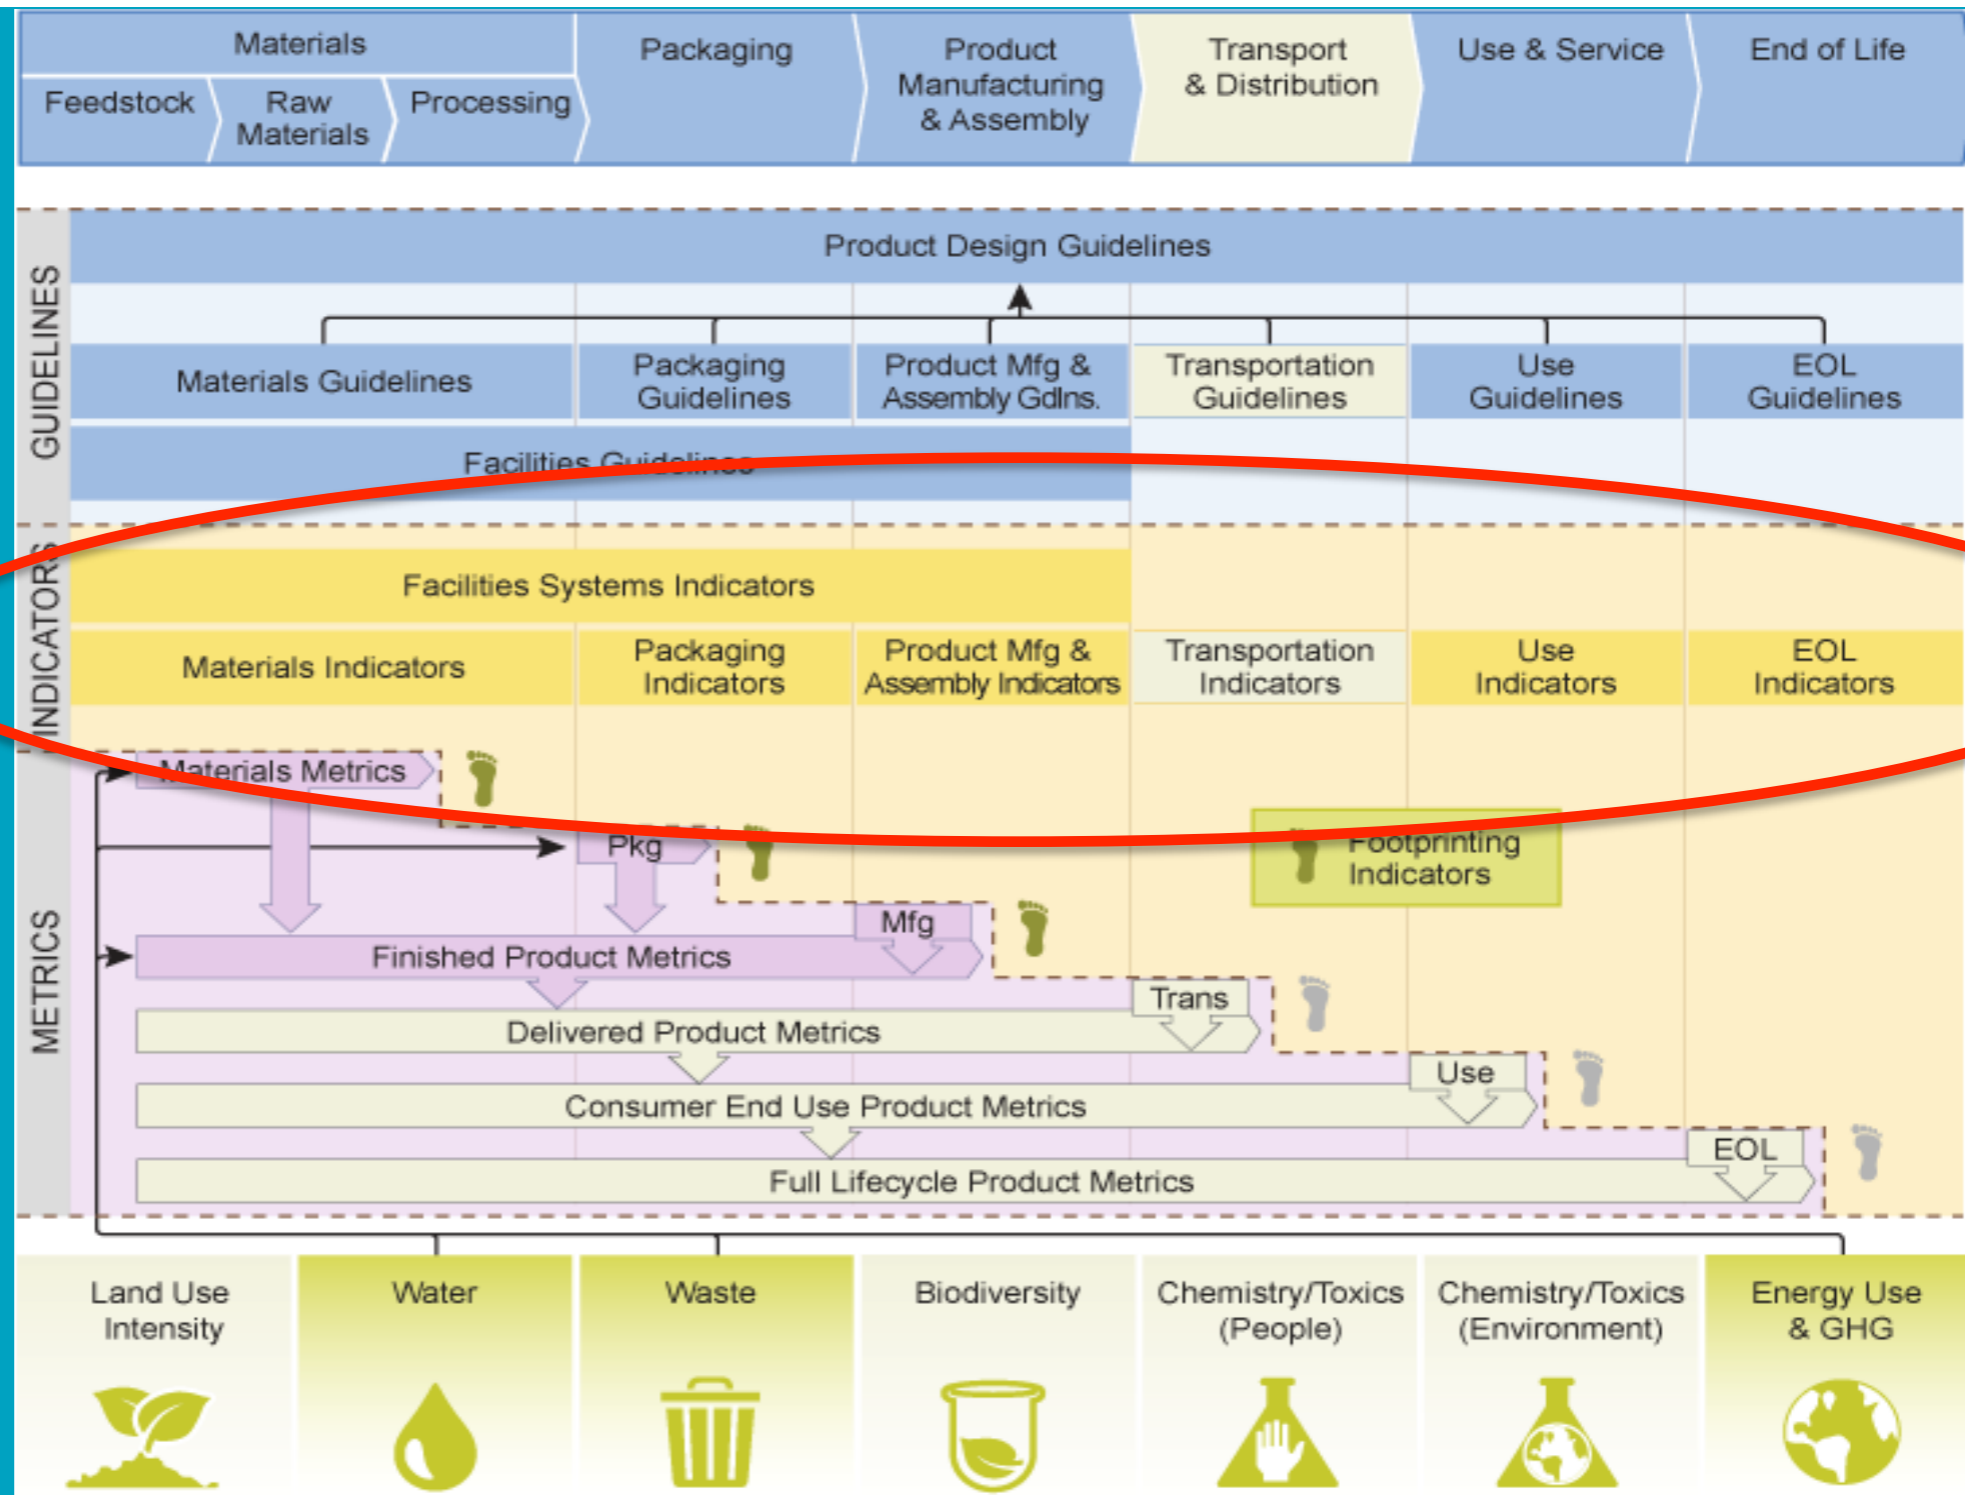 Materials
Feedstock
Raw
Materials
Processing
Packaging
Product
Manufacturing
& Assembly
Transport
& Distribution
Use & Service
End of Life
GUIDELINES
Product Design Guidelines
Materials Guidelines
Packaging
Guidelines
Product Mfg &
Assembly Gdlns.
Transportation
Guidelines
Use
Guidelines
EOL
Guidelines
Facilities Guidelines
INDICATORS
Facilities Systems Indicators
Materials Indicators
Packaging
Indicators
Product Mfg &
Assembly Indicators
Transportation
Indicators
Use
Indicators
EOL
Indicators
METRICS
Materials Metrics
Pkg
Footprinting
Indicators
Mfg
Finished Product Metrics
Trans
Delivered Product Metrics
Use
Consumer End Use Product Metrics
EOL
Full Lifecycle Product Metrics
Land Use
Intensity
Water
Waste
Biodiversity
Chemistry/Toxics
(People)
Chemistry/Toxics
(Environment)
Energy Use
& GHG